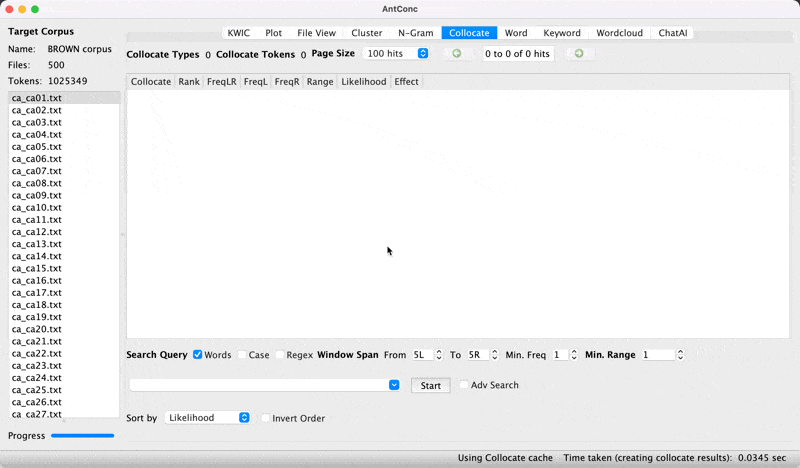 AntConc
Target Corpus
Name: BROWN corpus
Files: 500
Tokens: 1025349
ca_ca01.txt
ca_ca02.txt
ca_ca03.txt
ca_ca04.txt
ca_ca05.txt
ca_ca06.txt
ca_ca07.txt
ca_ca08.txt
ca_ca09.txt
ca_ca10.txt
ca_ca11.txt
ca_ca12.txt
ca_ca13.txt
ca_ca14.txt
ca_ca15.txt
ca_ca16.txt
ca_ca17.txt
ca_ca18.txt
ca_ca19.txt
ca_ca20.txt
ca_ca21.txt
ca_ca22.txt
ca_ca23.txt
ca_ca24.txt
ca_ca25.txt
ca_ca26.txt
ca_ca27.txt
Progress
KWIC Plot File View Cluster N-Gram Collocate Word Keyword Wordcloud ChatAI
Collocate Types 0 Collocate Tokens 0 Page Size 100 hits 0 to 0 of 0 hits
Collocate Rank FreqLR FreqL FreqR Range Likelihood Effect
Search Query Words Case Regex Window Span From 5L To 5R Min. Freq 1 Min. Range 1
Start Adv Search
Sort by Likelihood Invert Order
Using Collocate cache Time taken (creating collocate results): 0.0345 sec